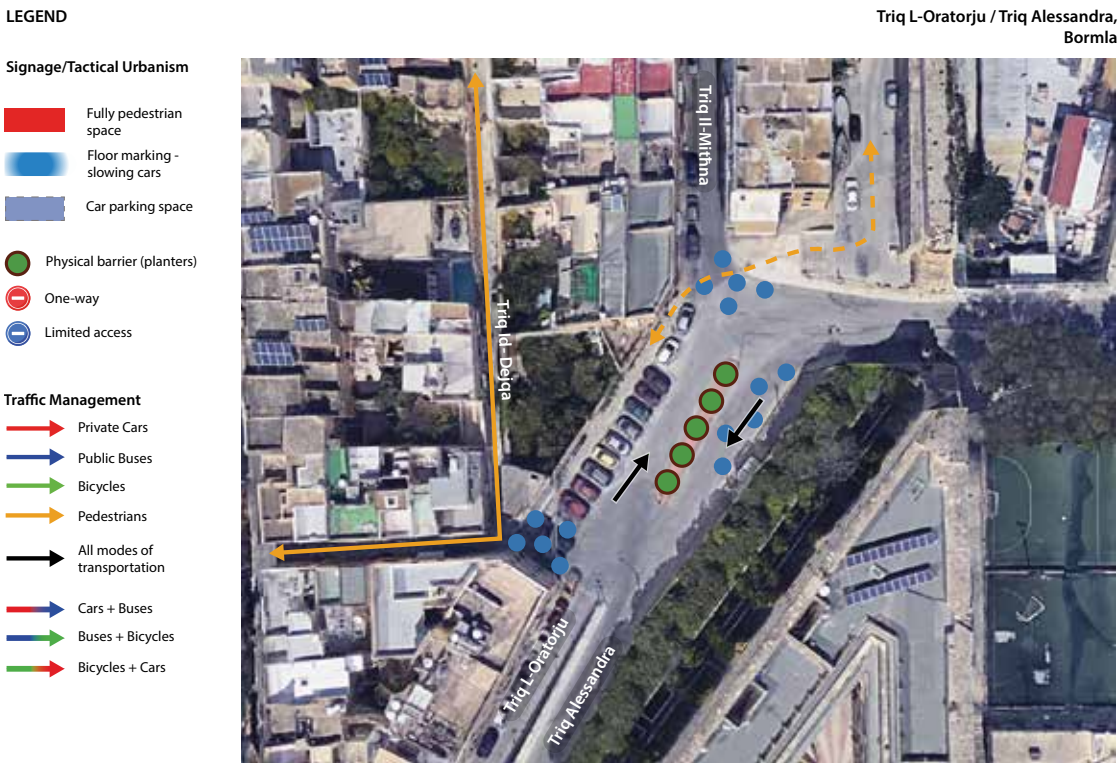 LEGEND
Triq L-Oratorju / Triq Alessandra,
Bormla
Signage/Tactical Urbanism
Fully pedestrian
space
Floor marking -
slowing cars
Car parking space
Physical barrier (planters)
One-way
Limited access
Traffic Management
Private Cars
Public Buses
Bicycles
Pedestrians
All modes of
transportation
Cars + Buses
Buses + Bicycles
Bicycles + Cars
Triq Il-Mithna
Triq Id-Dejqa
Triq L-Oratorju
Triq Alessandra